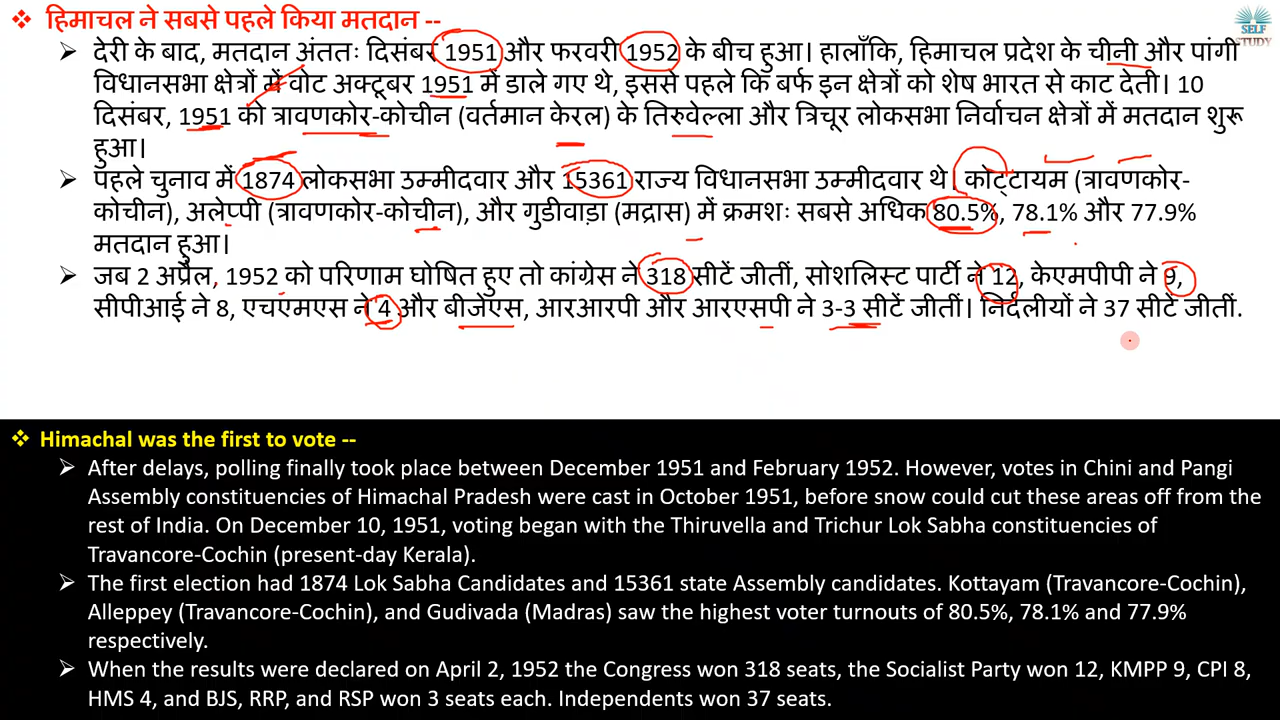 ❖ हिमाचल ने सबसे पहले किया मतदान --
SELF
STUDY
➢ देरी के बाद, मतदान अंततः दिसंबर 1951 और फरवरी 1952 के बीच हुआ। हालाँकि, हिमाचल प्रदेश के चीनी और पांगी
विधानसभा क्षेत्रों में वोट अक्टूबर 1951 में डाले गए थे, इससे पहले कि बर्फ इन क्षेत्रों को शेष भारत से काट देती। 10
दिसंबर, 1951 को त्रावणकोर-कोचीन (वर्तमान केरल) के तिरुवेल्ला और त्रिचूर लोकसभा निर्वाचन क्षेत्रों में मतदान शुरू
हुआ।
➢ पहले चुनाव में 1874 लोकसभा उम्मीदवार और 15361 राज्य विधानसभा उम्मीदवार थे। कोट्टायम (त्रावणकोर-
कोचीन), अलेप्पी (त्रावणकोर-कोचीन), और गुडीवाड़ा (मद्रास) में क्रमशः सबसे अधिक 80.5%, 78.1% और 77.9%
मतदान हुआ।
➢ जब 2 अप्रैल, 1952 को परिणाम घोषित हुए तो कांग्रेस ने 318 सीटें जीतीं, सोशलिस्ट पार्टी ने 12, केएमपीपी ने 9,
सीपीआई ने 8, एचएमएस ने 4 और बीजेएस, आरआरपी और आरएसपी ने 3-3 सीटें जीतीं। निर्दलीयों ने 37 सीटें जीतीं.
❖ Himachal was the first to vote --
➢ After delays, polling finally took place between December 1951 and February 1952. However, votes in Chini and Pangi
Assembly constituencies of Himachal Pradesh were cast in October 1951, before snow could cut these areas off from the
rest of India. On December 10, 1951, voting began with the Thiruvella and Trichur Lok Sabha constituencies of
Travancore-Cochin (present-day Kerala).
➢ The first election had 1874 Lok Sabha Candidates and 15361 state Assembly candidates. Kottayam (Travancore-Cochin),
Alleppey (Travancore-Cochin), and Gudivada (Madras) saw the highest voter turnouts of 80.5%, 78.1% and 77.9%
respectively.
➢ When the results were declared on April 2, 1952 the Congress won 318 seats, the Socialist Party won 12, KMPP 9, CPI 8,
HMS 4, and BJS, RRP, and RSP won 3 seats each. Independents won 37 seats.